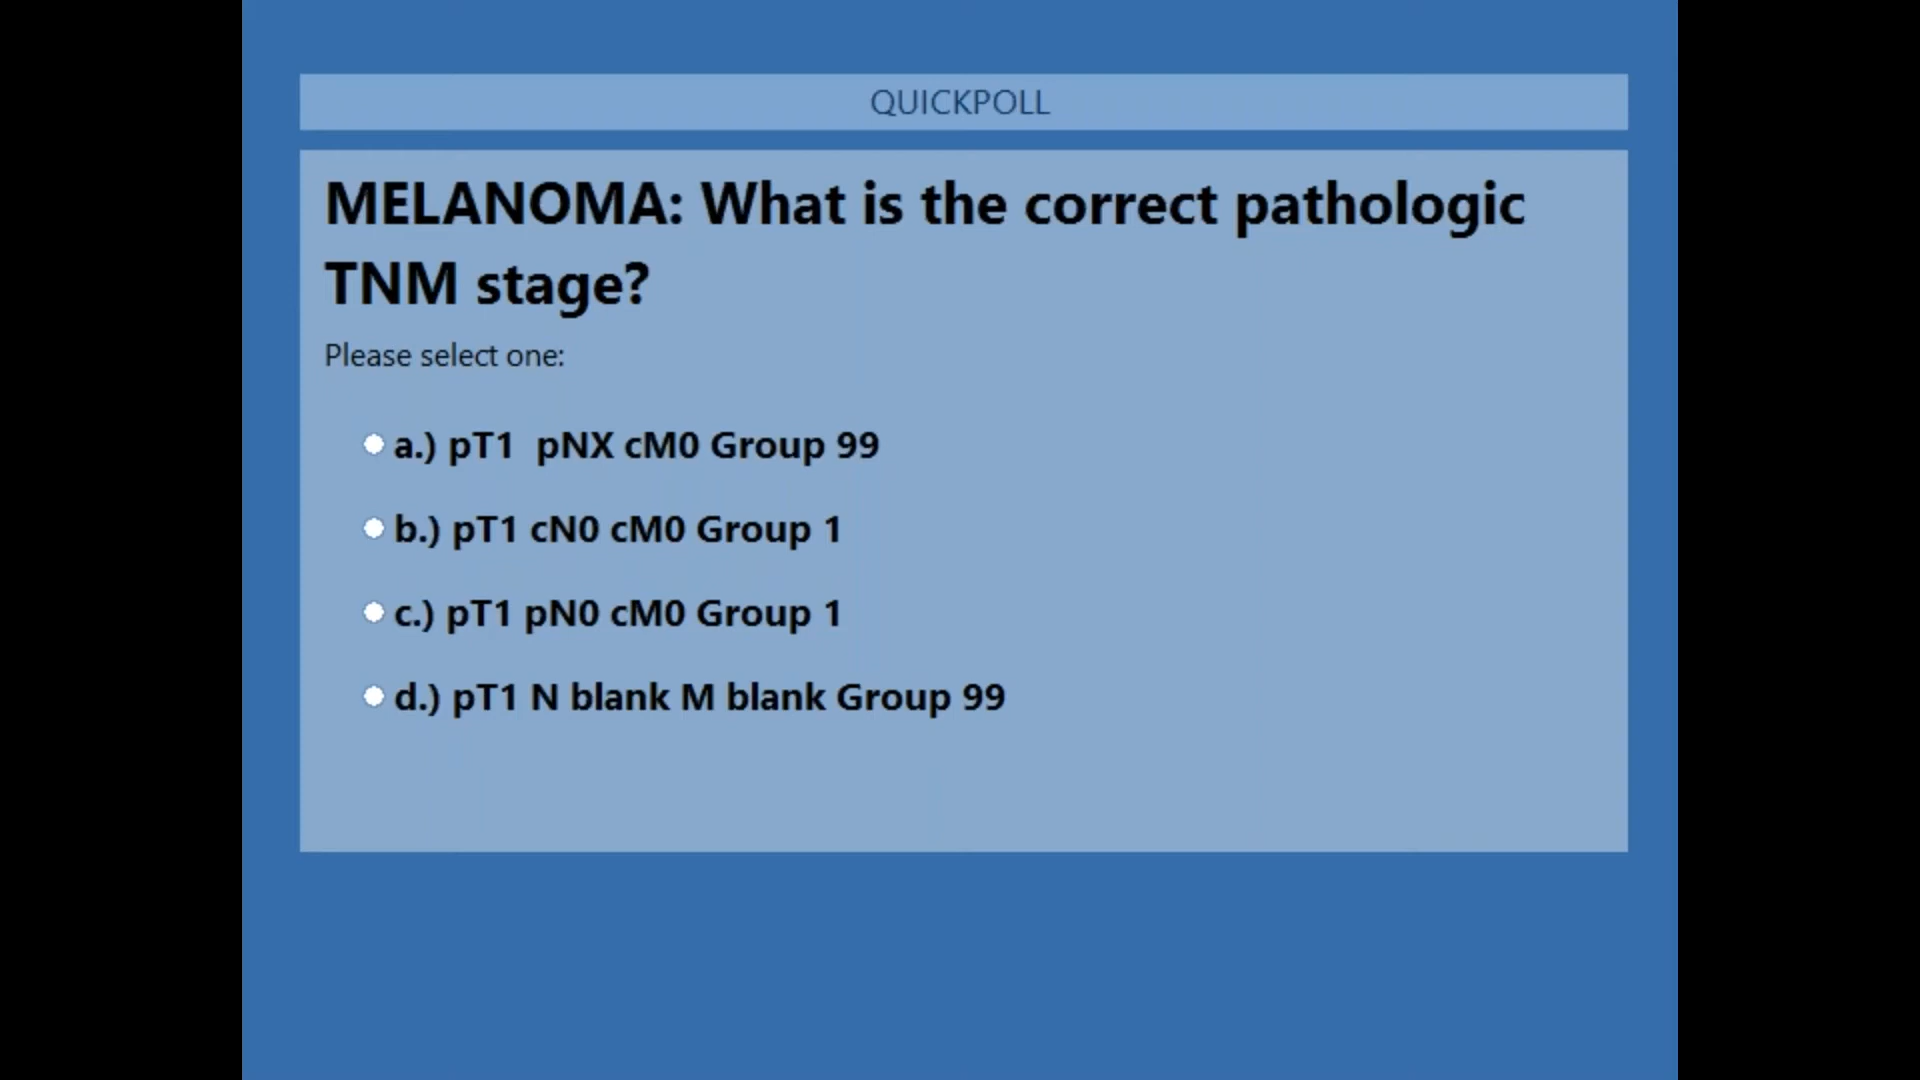 QUICKPOLL
MELANOMA: What is the correct pathologic
TNM stage?
Please select one:
a.) pT1  pNX cM0 Group 99
b.) pT1 cN0 cM0 Group 1
c.) pT1 pN0 cM0 Group 1
d.) pT1 N blank M blank Group 99